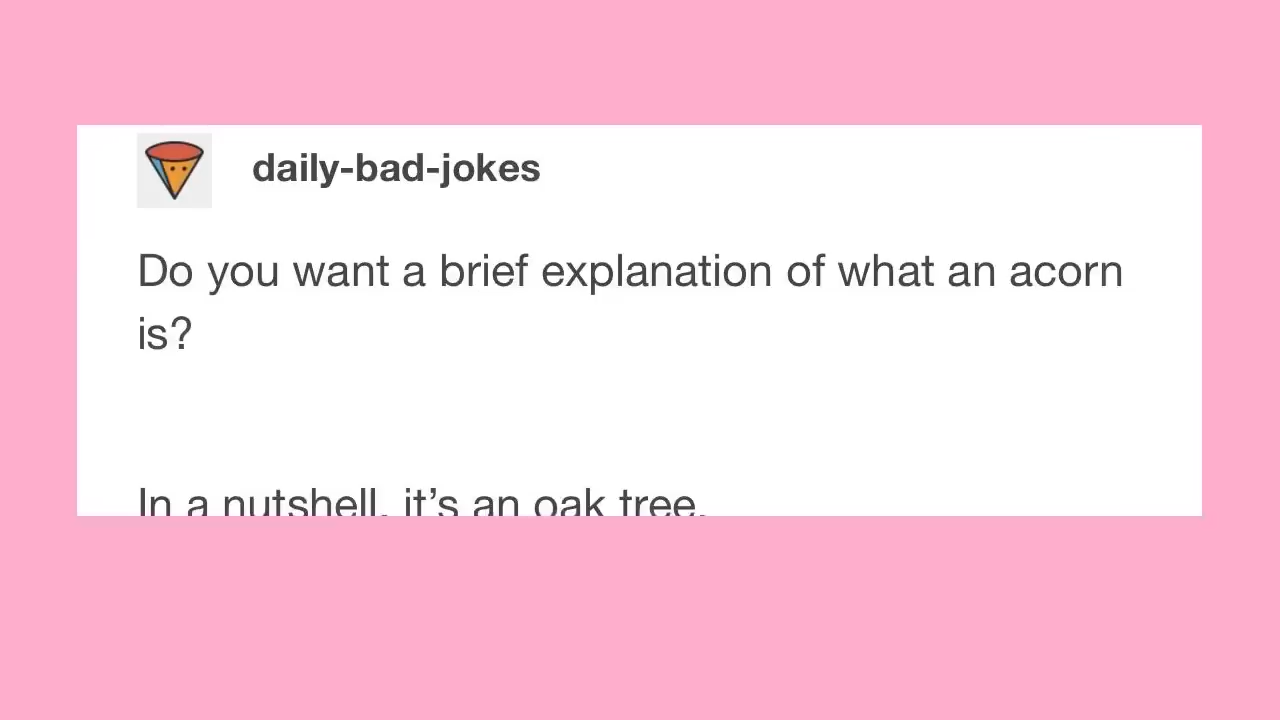 daily-bad-jokes
Do you want a brief explanation of what an acorn
is?
In a nutshell, it’s an oak tree.